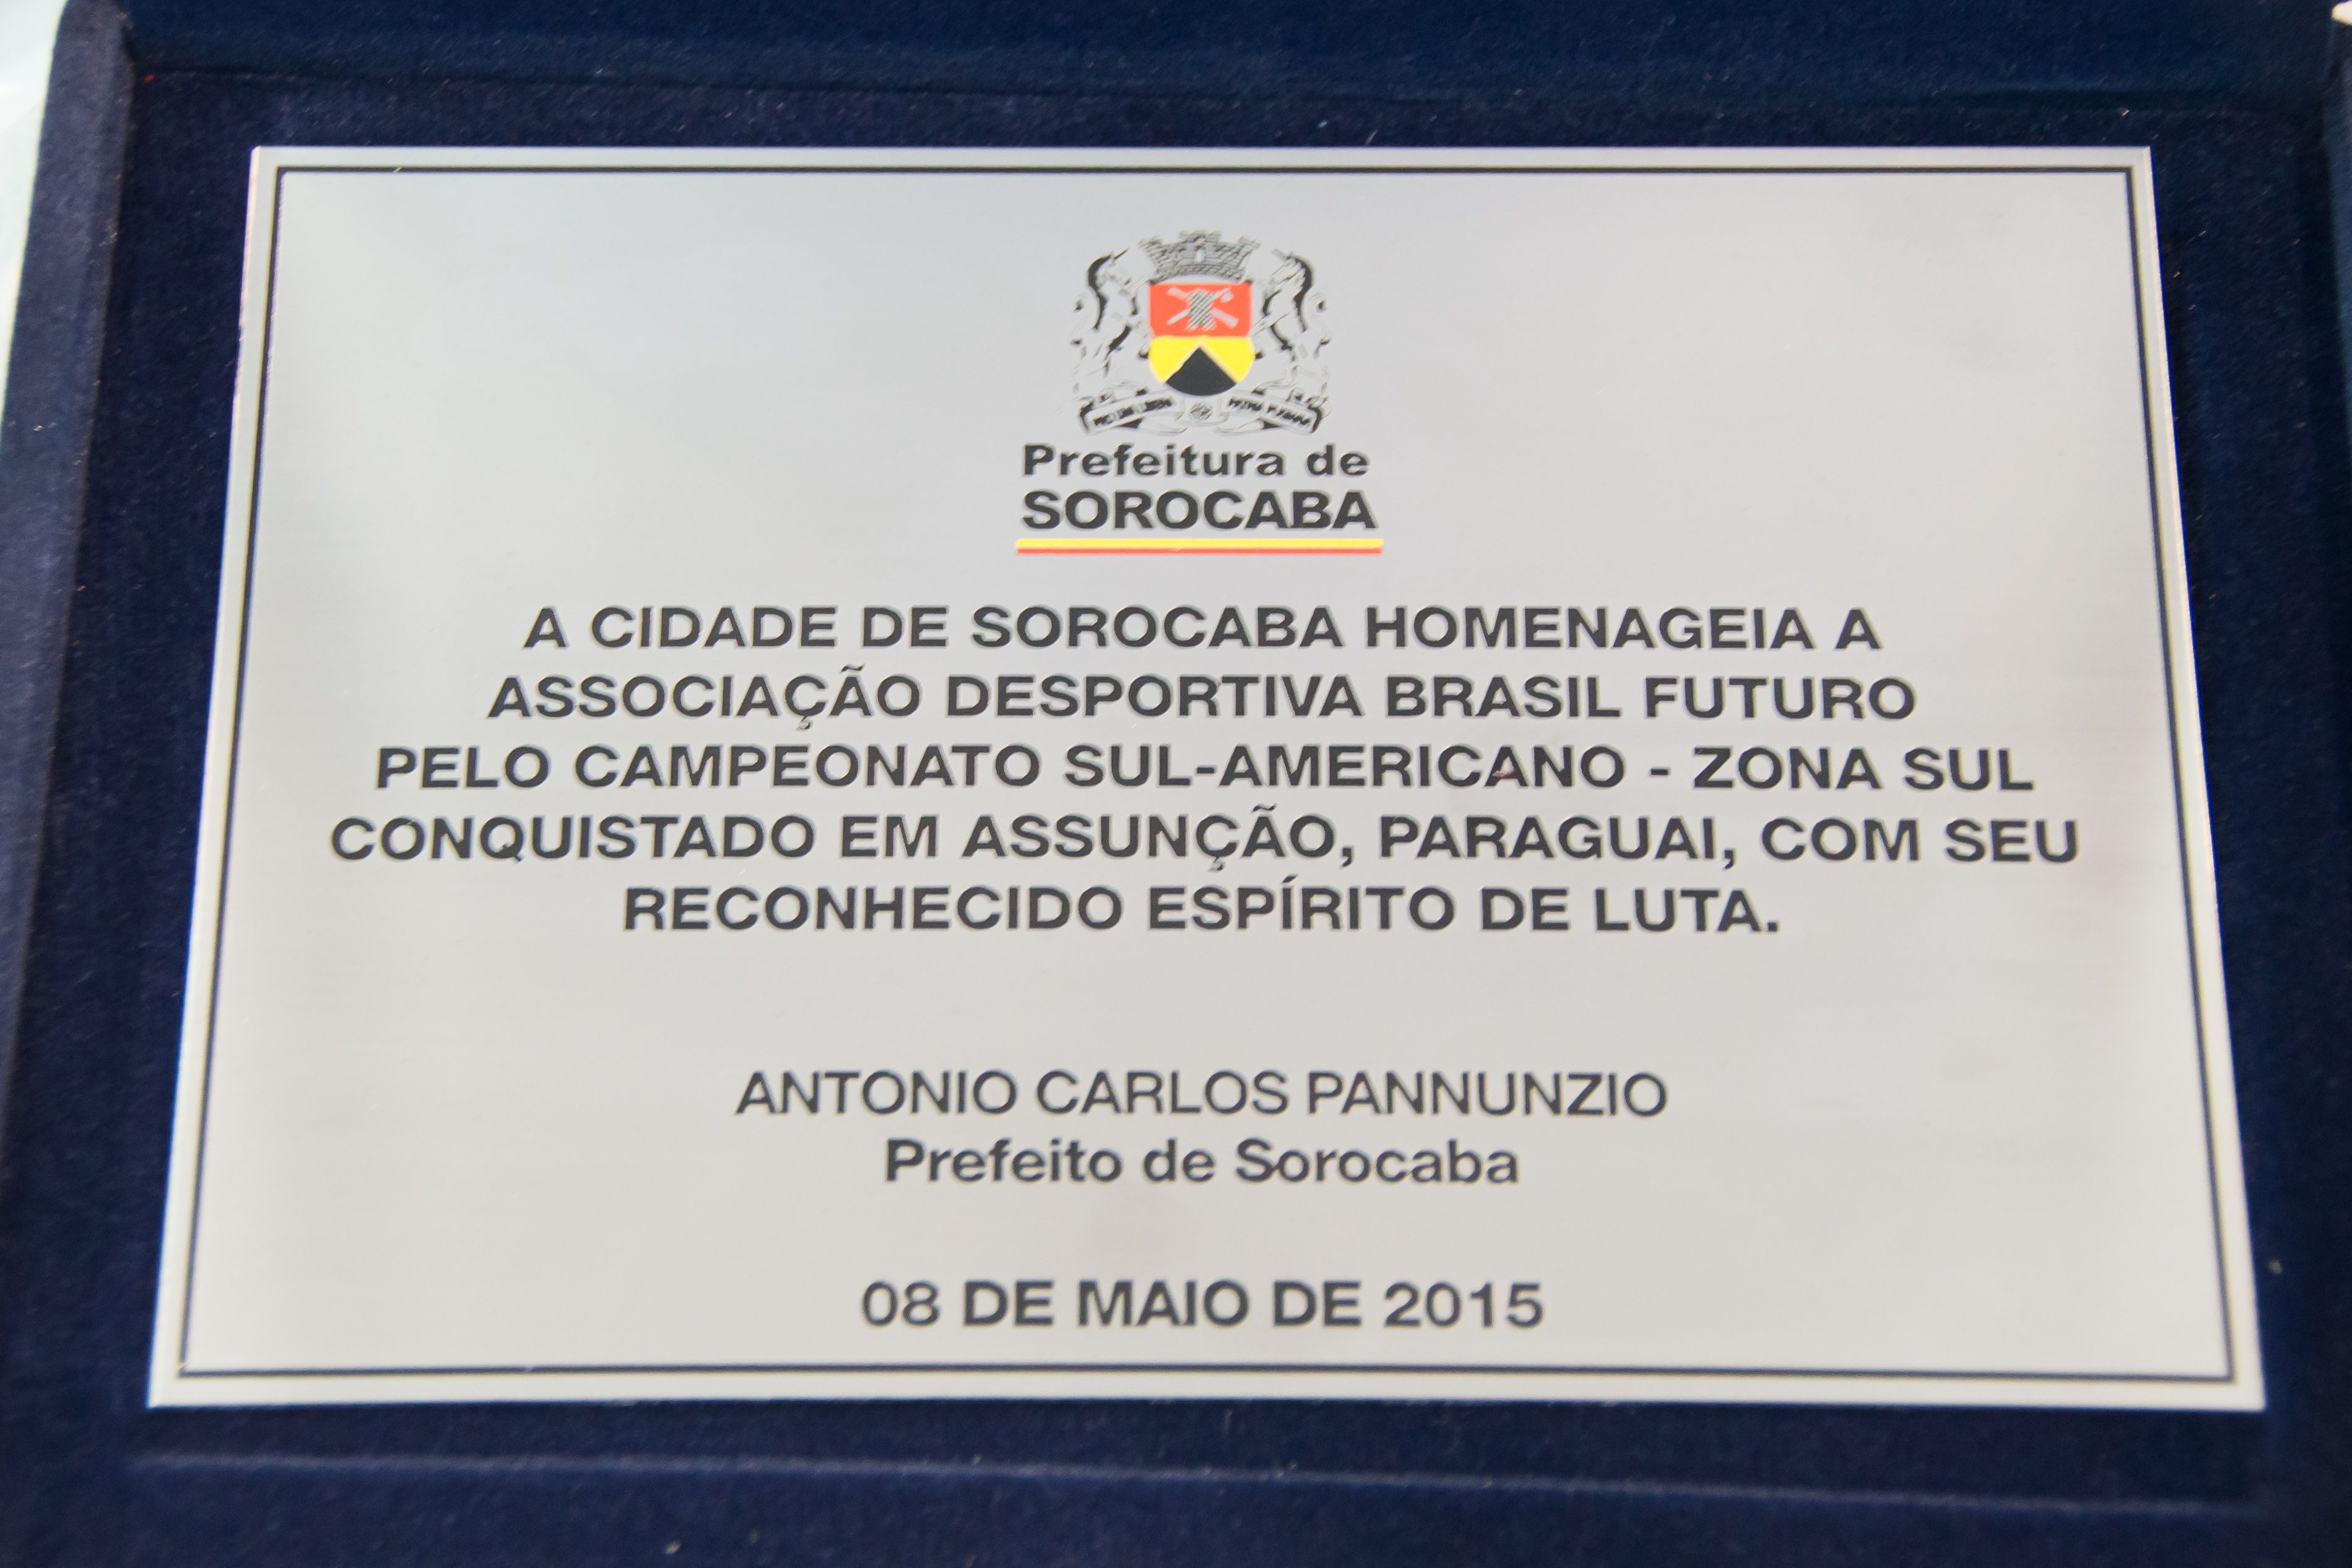 Prefeitura de
SOROCABA
A CIDADE DE SOROCABA HOMENAGEIA A
ASSOCIAÇÃO DESPORTIVA BRASIL FUTURO
PELO CAMPEONATO SUL-AMERICANO - ZONA SUL
CONQUISTADO EM ASSUNÇÃO, PARAGUAI, COM SEU
RECONHECIDO ESPÍRITO DE LUTA.
ANTONIO CARLOS PANNUNZIO
Prefeito de Sorocaba
08 DE MAIO DE 2015